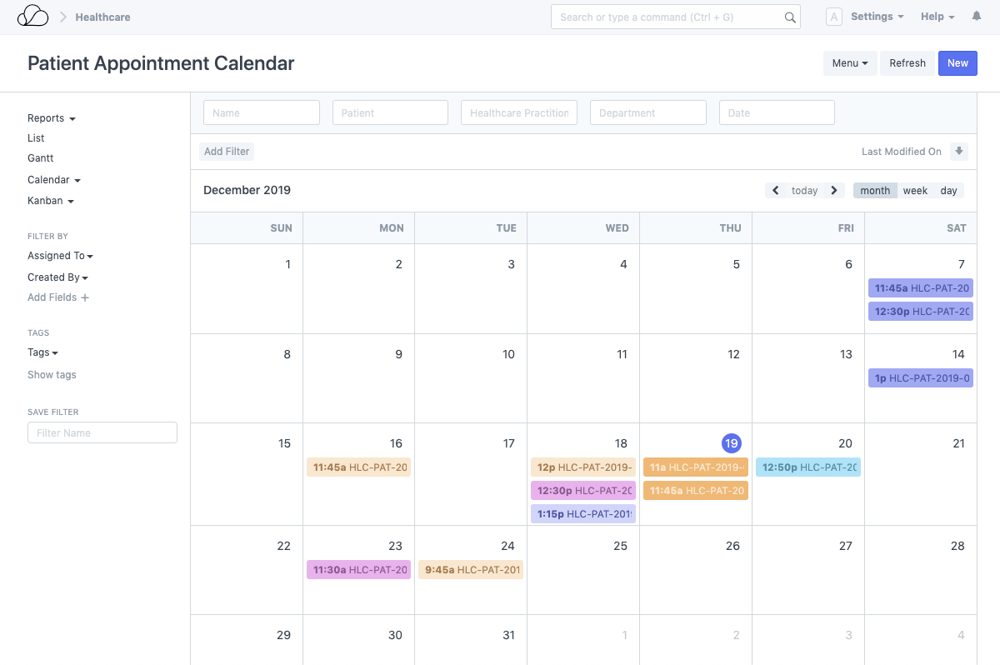 Healthcare
Search or type a command (Ctrl + G)
A
Settings
Help
Patient Appointment Calendar
Menu
Refresh
New
Reports
List
Gantt
Calendar
Kanban
FILTER BY
Assigned To
Created By
Add Fields
TAGS
Tags
Show tags
SAVE FILTER
Filter Name
Name
Patient
Healthcare Practition
Department
Date
Add Filter
Last Modified On
December 2019
today
month week day
SUN MON TUE WED THU FRI SAT
1 2 3 4 5 6 7
11:45a HLC-PAT-20
12:30p HLC-PAT-20
8 9 10 11 12 13 14
1p HLC-PAT-2019-0
15 16 17 18 19 20 21
11:45a HLC-PAT-20 12p HLC-PAT-2019- 11a HLC-PAT-2019- 12:50p HLC-PAT-20
12:30p HLC-PAT-20 11:45a HLC-PAT-20
1:15p HLC-PAT-201
22 23 24 25 26 27 28
11:30a HLC-PAT-20 9:45a HLC-PAT-201
29 30 31 1 2 3 4